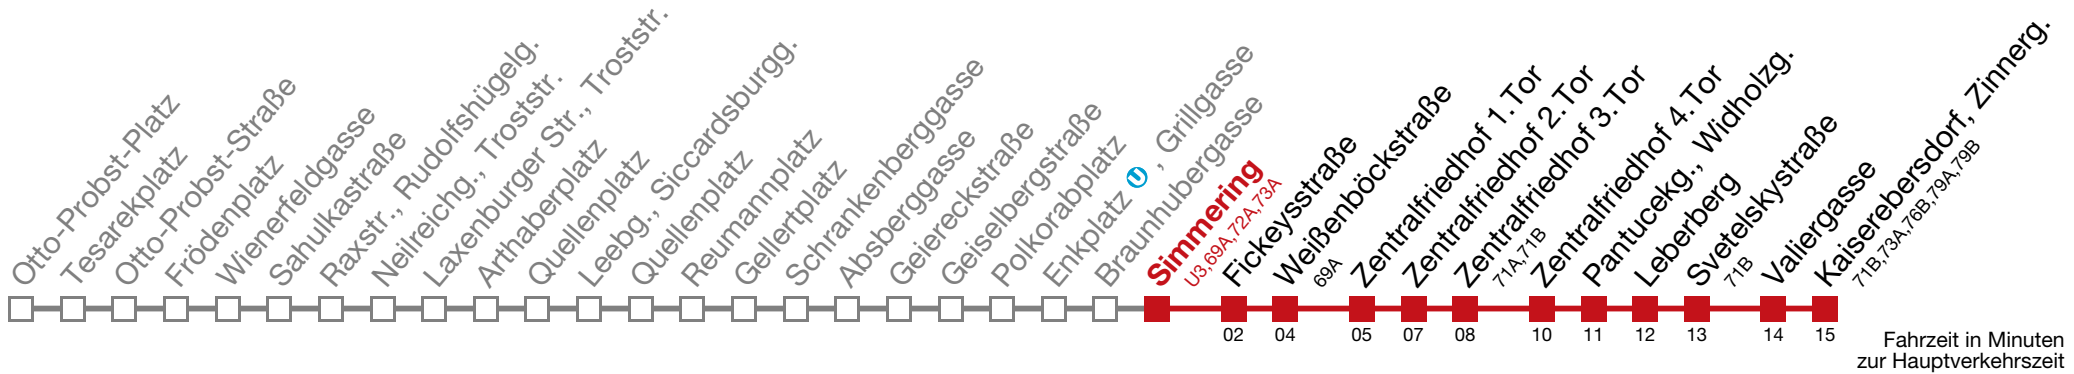 Otto-Probst-Platz
Tesarekplatz
Otto-Probst-Straße
Frödenplatz
Wienerfeldgasse
Sahulkastraße
Raxstr., Rudolfshügelg.
Neilreichg., Troststr.
Laxenburger Str., Troststr.
Arthaberplatz
Quellenplatz
Leebg., Siccardsburgg.
Quellenplatz
Reumannplatz
Gellertplatz
Schrankenberggasse
Absberggasse
Geiereckstraße
Geiselbergstraße
Polkorabplatz
Enkplatz U , Grillgasse
Braunhubergasse
Simmering
U3,69A,72A,73A
Fickeysstraße
Weißenböckstraße
69A
Zentralfriedhof 1.Tor
Zentralfriedhof 2.Tor
Zentralfriedhof 3.Tor
71A,71B
Zentralfriedhof 4.Tor
Pantucekg., Widholzg.
Leberberg
Svetelskystraße
71B
Valiergasse
Kaiserebersdorf, Zinnerg.
71B,73A,76B,79A,79B
02 04 05 07 08 10 11 12 13 14 15
Fahrzeit in Minuten
zur Hauptverkehrszeit